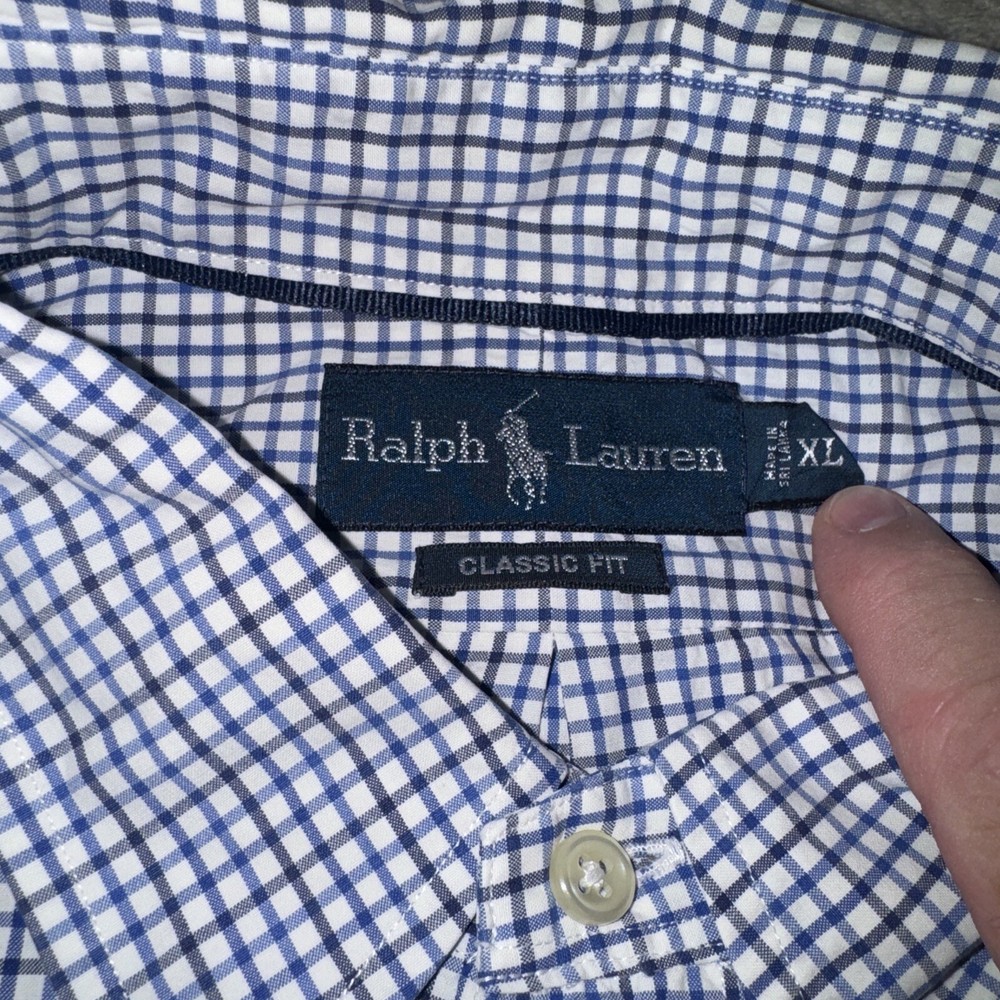 Ralph Lauren
MADE IN
SRI LANKA
XL
CLASSIC FIT